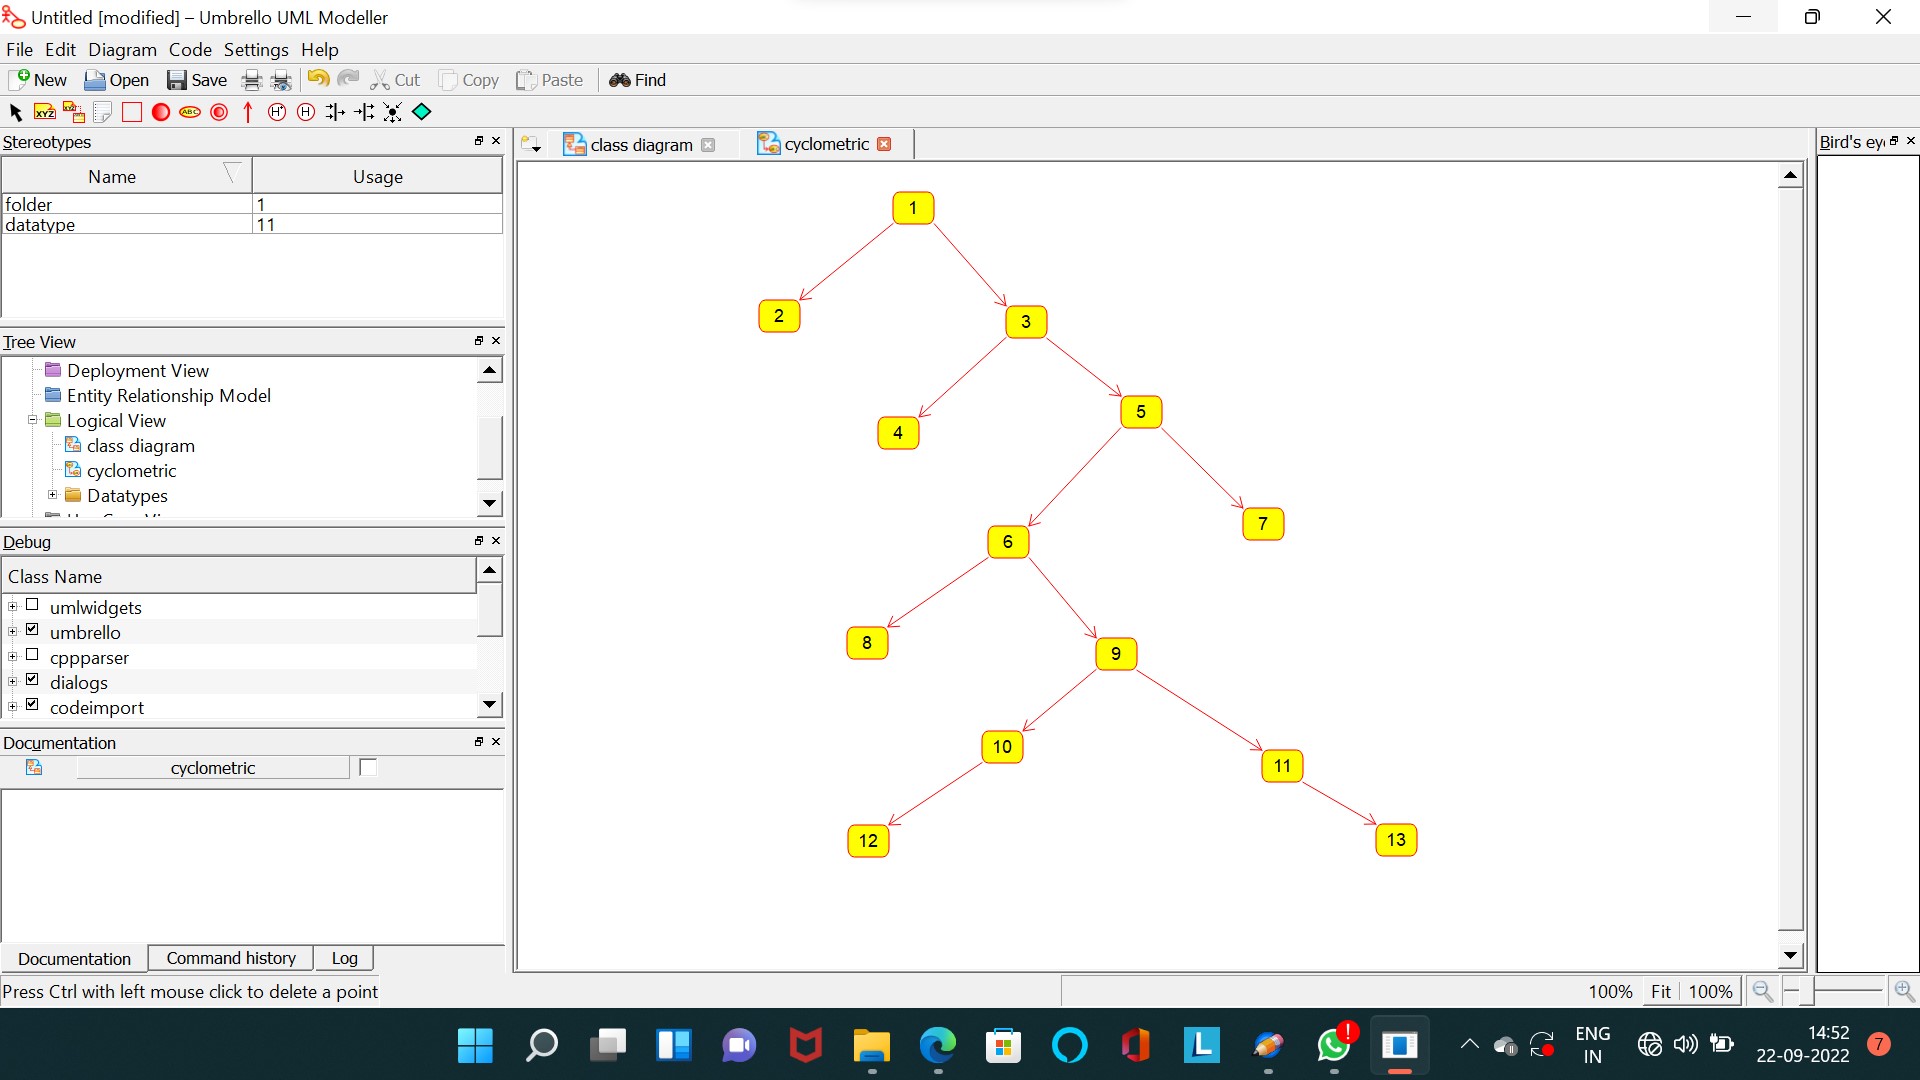 Untitled [modified] – Umbrello UML Modeller
File Edit Diagram Code Settings Help
New Open Save Cut Copy Paste Find
XYZ XYZ ABC H* H
Stereotypes
Name Usage
folder 1
datatype 11
Tree View
Deployment View
Entity Relationship Model
Logical View
class diagram
cyclometric
Datatypes
Debug
Class Name
umlwidgets
umbrello
cppparser
dialogs
codeimport
Documentation
cyclometric
Documentation Command history Log
Press Ctrl with left mouse click to delete a point
class diagram cyclometric
1
2
3
4
5
6
7
8
9
10
11
12
13
Bird's ey
100% Fit 100%
L
ENG
IN
14:52
22-09-2022
7